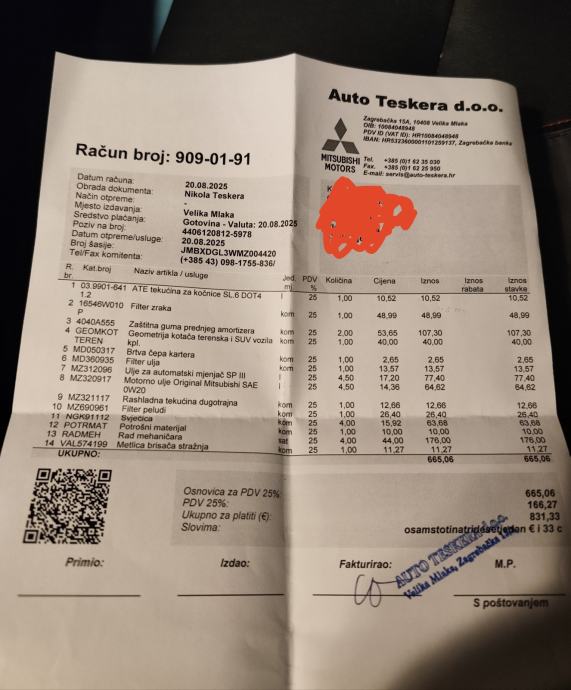 Auto Teskera d.o.o.
Zagrebačka 15A, 10408 Velika Mlaka
OIB: 10084048948
PDV ID (VAT ID): HR10084048948
IBAN: HR5323600001101259137, Zagrebačka banka
MITSUBISHI
MOTORS
Tel. +385 (0)1 62 35 030
Fax. +385 (0)1 62 25 950
E-mail: servis@auto-teskera.hr
Račun broj: 909-01-91
Datum računa: 20.08.2025
Obrada dokumenta: Nikola Teskera
Način otpreme: -
Mjesto izdavanja: Velika Mlaka
Sredstvo plaćanja: Gotovina - Valuta: 20.08.2025
Poziv na broj: 4406120812-5978
Datum otpreme/usluge: 20.08.2025
Broj šasije: JMBXDGL3WMZ004420
Tel/Fax komitenta: (+385 43) 098-1755-836/
R. br. Kat.broj Naziv artikla / usluge Jed. mj. PDV % Količina Cijena Iznos Iznos rabata Iznos stavke
1 03.9901-6411.2 ATE tekućina za kočnice SL.6 DOT4 l 25 1,00 10,52 10,52 10,52
2 16546W010P Filter zraka kom 25 1,00 48,99 48,99 48,99
3 4040A555 Zaštitna guma prednjeg amortizera kom 25 2,00 53,65 107,30 107,30
4 GEOMKOTTEREN Geometrija kotača terenska i SUV vozila kpl. 25 1,00 40,00 40,00 40,00
5 MD050317 Brtva čepa kartera kom 25 1,00 2,65 2,65 2,65
6 MD360935 Filter ulja kom 25 1,00 13,57 13,57 13,57
7 MZ312096 Ulje za automatski mjenjač SP III l 25 4,50 17,20 77,40 77,40
8 MZ320917 Motorno ulje Original Mitsubishi SAE 0W20 l 25 4,50 14,36 64,62 64,62
9 MZ321117 Rashladna tekućina dugotrajna kom 25 1,00 12,66 12,66 12,66
10 MZ690961 Filter peludi kom 25 1,00 26,40 26,40 26,40
11 NGK91112 Svjećica kom 25 4,00 15,92 63,68 63,68
12 POTRMAT Potrošni materijal kom 25 1,00 10,00 10,00 10,00
13 RADMEH Rad mehaničara sat 25 4,00 44,00 176,00 176,00
14 VAL574199 Metlica brisača stražnja kom 25 1,00 11,27 11,27 11,27
UKUPNO: 665,06 665,06
Osnovica za PDV 25% 665,06
PDV 25%: 166,27
Ukupno za platiti (€): 831,33
Slovima: osamstotinatridesetjedan € i 33 c
Primio: Izdao: Fakturirao: M.P.
AUTO TESKERA d.o.o.
Velika Mlaka, Zagrebačka
S poštovanjem